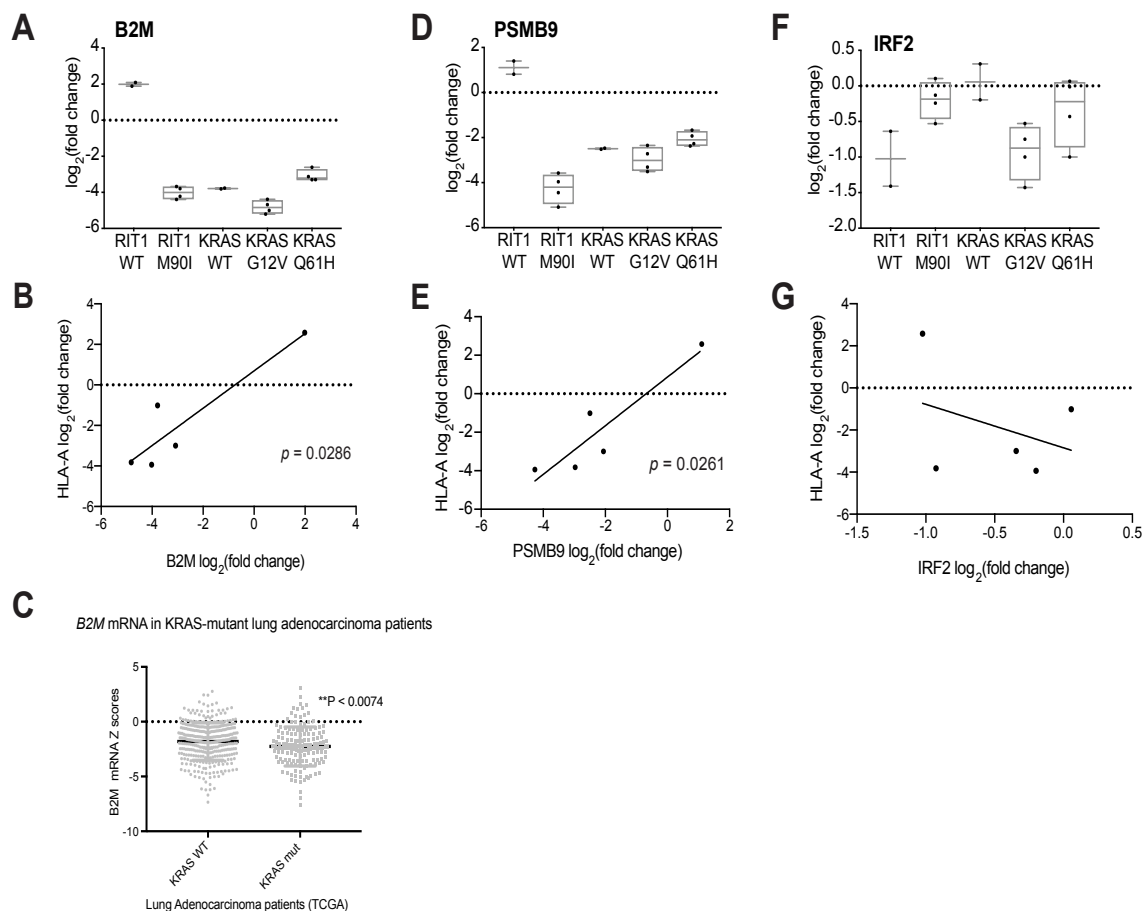 A
B2M
log2(fold change)
4
2
0
-2
-4
-6
RIT1 RIT1 KRAS KRAS KRAS
WT M90I WT G12V Q61H
D
PSMB9
log2(fold change)
2
0
-2
-4
-6
RIT1 RIT1 KRAS KRAS KRAS
WT M90I WT G12V Q61H
F
IRF2
log2(fold change)
0.5
0.0
-0.5
-1.0
-1.5
-2.0
RIT1 RIT1 KRAS KRAS KRAS
WT M90I WT G12V Q61H
B
HLA-A log2(fold change)
4
2
0
-2
-4
-6
p = 0.0286
-6 -4 -2 0 2 4
B2M log2(fold change)
E
HLA-A log2(fold change)
4
2
0
-2
-4
-6
p = 0.0261
-6 -4 -2 0 2
PSMB9 log2(fold change)
G
HLA-A log2(fold change)
4
2
0
-2
-4
-6
-1.5 -1.0 -0.5 0.0 0.5
IRF2 log2(fold change)
C
B2M mRNA in KRAS-mutant lung adenocarcinoma patients
B2M mRNA Z scores
5
0
-5
-10
**P < 0.0074
KRAS WT KRAS mut
Lung Adenocarcinoma patients (TCGA)